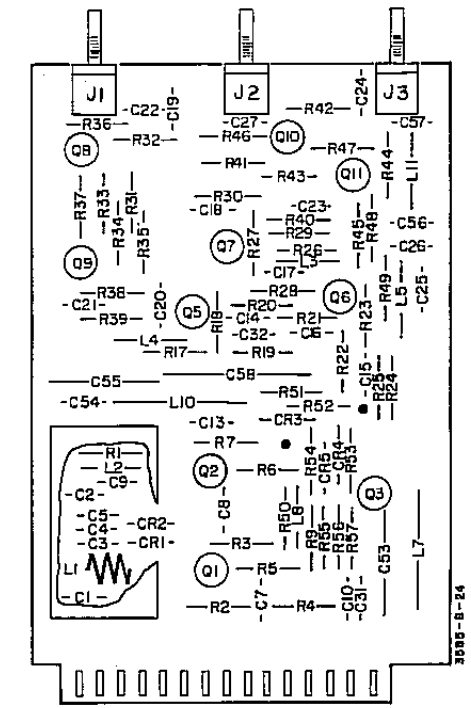 J1 J2 J3
C22 C19 R42 C24
R36 C27 C57
R32 R46 Q10
Q8 R47 R44 L11
R41 Q11
R43
R37 R33 R31 R30
C18 C23 R45 R48
R34 R35 R40 C56
Q7 R27 R29
R26 C26
Q9 L3
C17
R38 C20 R28 Q6 R49 L5 C25
C21 R20 R23
R39 Q5 R18 C14 R21
C32 C16
L4 R22
R17 R19 C15
C58 R25 R24
C55 R51
C54 L10 R52
C13 CR3
R7
R1 R54 CR5 CR4 R53
L2 Q2 R6
C9
C2 Q3
C8 R50 L8
C5 CR2
C4 R9 R55 R56 R57
C3 CR1 R3 C53 L7
L1 Q1 R5
C1 C7 C10 C31
R2 R4
3585-B-24